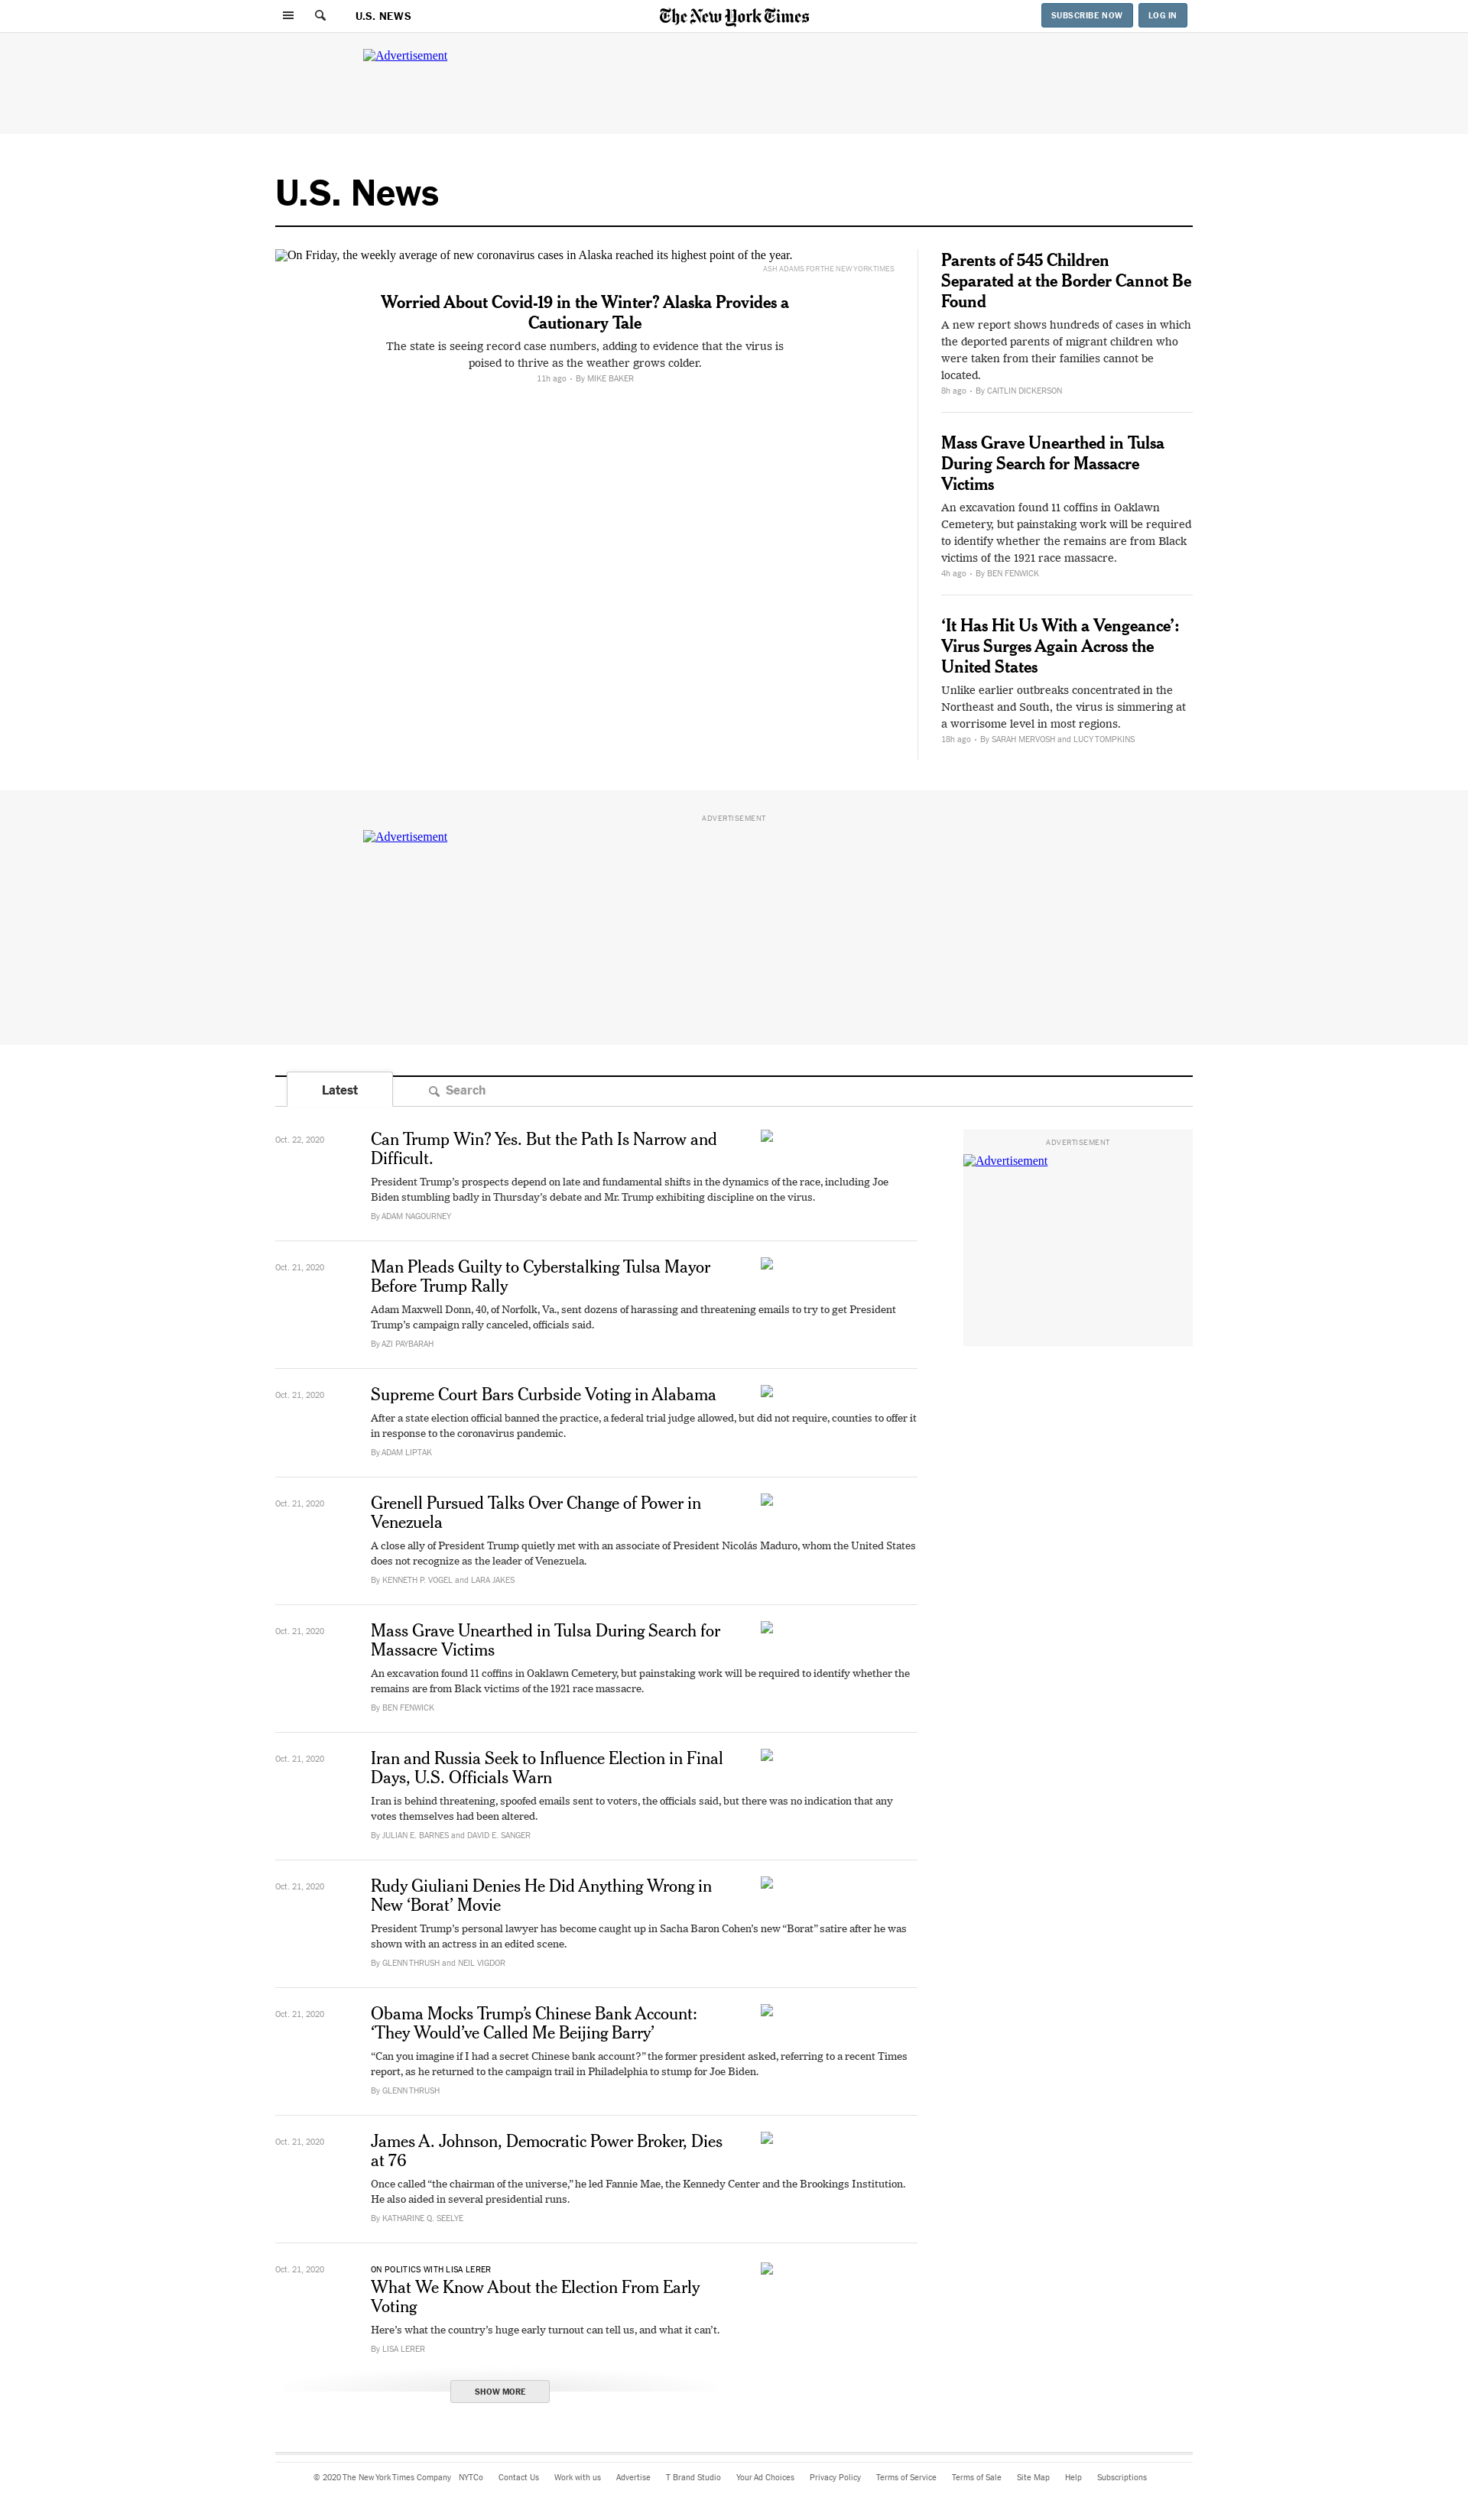 U.S. NEWS
The New York Times
SUBSCRIBE NOW
LOG IN
Advertisement
U.S. News
On Friday, the weekly average of new coronavirus cases in Alaska reached its highest point of the year.
ASH ADAMS FOR THE NEW YORK TIMES
Worried About Covid-19 in the Winter? Alaska Provides a
Cautionary Tale
The state is seeing record case numbers, adding to evidence that the virus is
poised to thrive as the weather grows colder.
11h ago • By MIKE BAKER
Parents of 545 Children
Separated at the Border Cannot Be
Found
A new report shows hundreds of cases in which
the deported parents of migrant children who
were taken from their families cannot be
located.
8h ago • By CAITLIN DICKERSON
Mass Grave Unearthed in Tulsa
During Search for Massacre
Victims
An excavation found 11 coffins in Oaklawn
Cemetery, but painstaking work will be required
to identify whether the remains are from Black
victims of the 1921 race massacre.
4h ago • By BEN FENWICK
‘It Has Hit Us With a Vengeance’:
Virus Surges Again Across the
United States
Unlike earlier outbreaks concentrated in the
Northeast and South, the virus is simmering at
a worrisome level in most regions.
18h ago • By SARAH MERVOSH and LUCY TOMPKINS
ADVERTISEMENT
Advertisement
Latest
Search
Oct. 22, 2020
Can Trump Win? Yes. But the Path Is Narrow and
Difficult.
President Trump’s prospects depend on late and fundamental shifts in the dynamics of the race, including Joe
Biden stumbling badly in Thursday’s debate and Mr. Trump exhibiting discipline on the virus.
By ADAM NAGOURNEY
ADVERTISEMENT
Advertisement
Oct. 21, 2020
Man Pleads Guilty to Cyberstalking Tulsa Mayor
Before Trump Rally
Adam Maxwell Donn, 40, of Norfolk, Va., sent dozens of harassing and threatening emails to try to get President
Trump’s campaign rally canceled, officials said.
By AZI PAYBARAH
Oct. 21, 2020
Supreme Court Bars Curbside Voting in Alabama
After a state election official banned the practice, a federal trial judge allowed, but did not require, counties to offer it
in response to the coronavirus pandemic.
By ADAM LIPTAK
Oct. 21, 2020
Grenell Pursued Talks Over Change of Power in
Venezuela
A close ally of President Trump quietly met with an associate of President Nicolás Maduro, whom the United States
does not recognize as the leader of Venezuela.
By KENNETH P. VOGEL and LARA JAKES
Oct. 21, 2020
Mass Grave Unearthed in Tulsa During Search for
Massacre Victims
An excavation found 11 coffins in Oaklawn Cemetery, but painstaking work will be required to identify whether the
remains are from Black victims of the 1921 race massacre.
By BEN FENWICK
Oct. 21, 2020
Iran and Russia Seek to Influence Election in Final
Days, U.S. Officials Warn
Iran is behind threatening, spoofed emails sent to voters, the officials said, but there was no indication that any
votes themselves had been altered.
By JULIAN E. BARNES and DAVID E. SANGER
Oct. 21, 2020
Rudy Giuliani Denies He Did Anything Wrong in
New ‘Borat’ Movie
President Trump’s personal lawyer has become caught up in Sacha Baron Cohen’s new “Borat” satire after he was
shown with an actress in an edited scene.
By GLENN THRUSH and NEIL VIGDOR
Oct. 21, 2020
Obama Mocks Trump’s Chinese Bank Account:
‘They Would’ve Called Me Beijing Barry’
“Can you imagine if I had a secret Chinese bank account?” the former president asked, referring to a recent Times
report, as he returned to the campaign trail in Philadelphia to stump for Joe Biden.
By GLENN THRUSH
Oct. 21, 2020
James A. Johnson, Democratic Power Broker, Dies
at 76
Once called “the chairman of the universe,” he led Fannie Mae, the Kennedy Center and the Brookings Institution.
He also aided in several presidential runs.
By KATHARINE Q. SEELYE
Oct. 21, 2020
ON POLITICS WITH LISA LERER
What We Know About the Election From Early
Voting
Here’s what the country’s huge early turnout can tell us, and what it can’t.
By LISA LERER
SHOW MORE
© 2020 The New York Times Company NYTCo Contact Us Work with us Advertise T Brand Studio Your Ad Choices Privacy Policy Terms of Service Terms of Sale Site Map Help Subscriptions